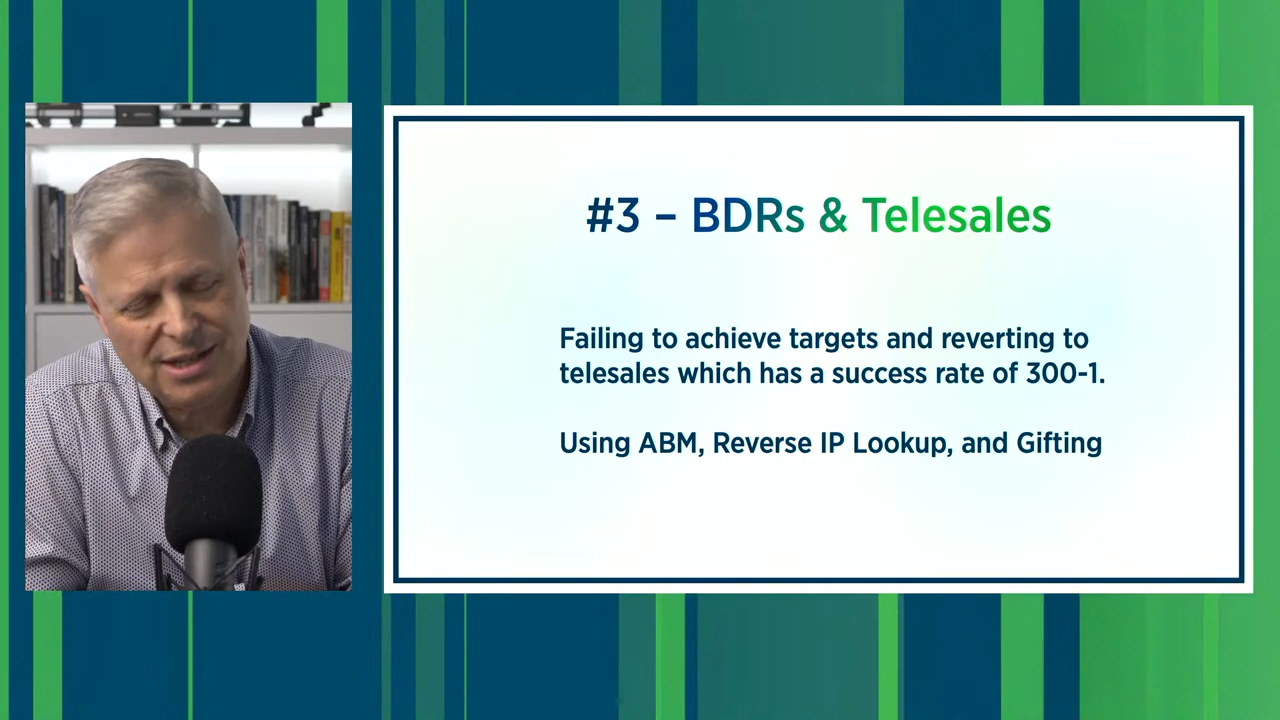 #3 – BDRs & Telesales
Failing to achieve targets and reverting to
telesales which has a success rate of 300-1.
Using ABM, Reverse IP Lookup, and Gifting